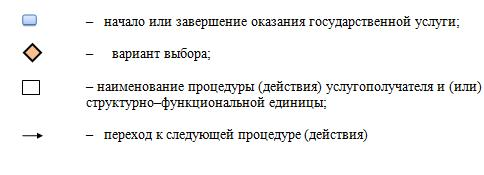 – начало или завершение оказания государственной услуги;
– вариант выбора;
– наименование процедуры (действия) услугополучателя и (или)
структурно–функциональной единицы;
– переход к следующей процедуре (действия)